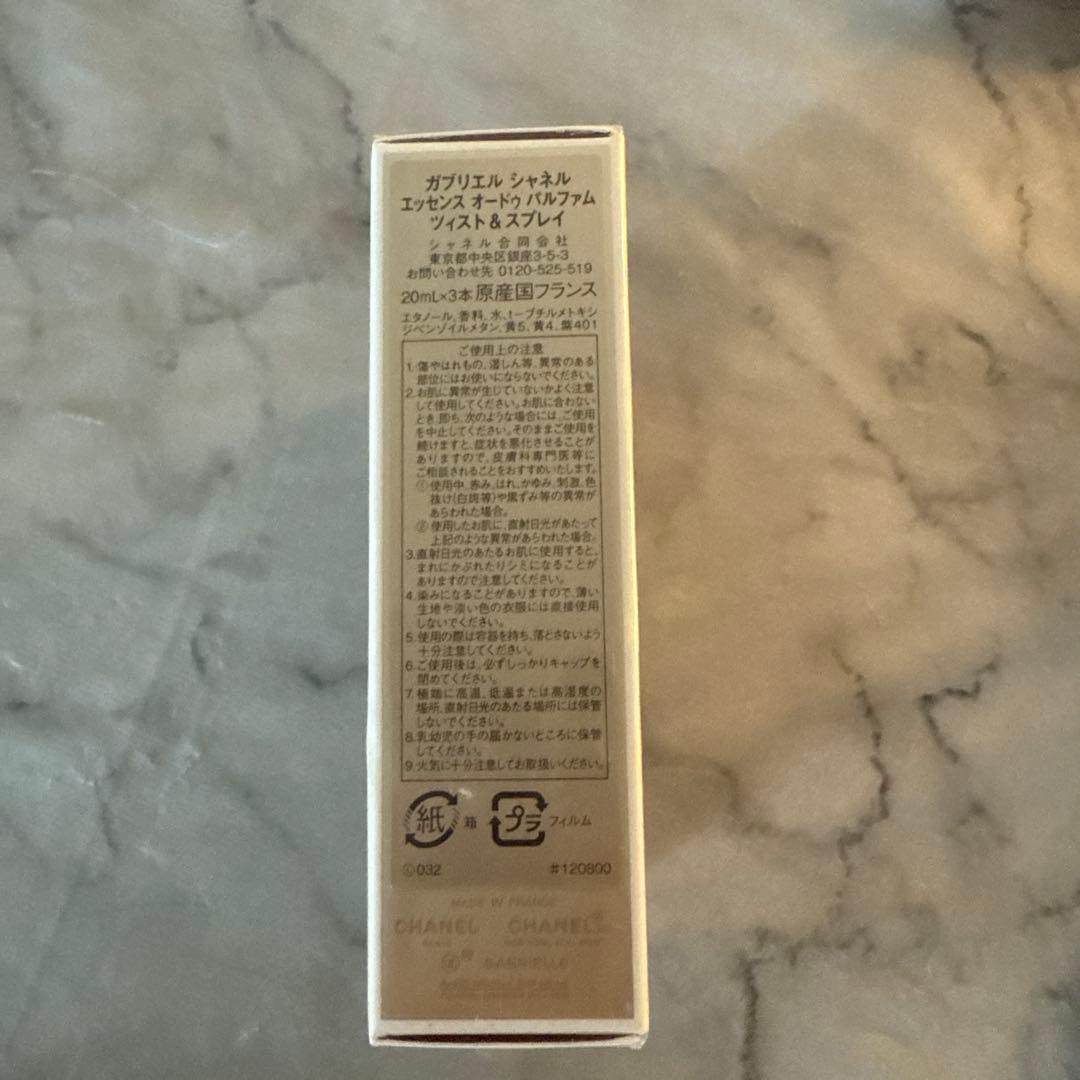 ガブリエル シャネル
エッセンス オードゥ パルファム
ツィスト&スプレイ
シャネル合同会社
東京都中央区銀座3-5-3
お問い合わせ先 0120-525-519
20mL×3本 原産国フランス
エタノール、香料、水、t-ブチルメトキシ
ジベンゾイルメタン、黄5、黄4、紫401
ご使用上の注意
1. 傷やはれもの、湿しん等、異常のある
部位にはお使いにならないでください。
2. お肌に異常が生じていないかよく注意
して使用してください。お肌に合わない
とき、即ち、次のような場合には、ご使用
を中止してください。そのままご使用を
続けますと、症状を悪化させることが
ありますので、皮膚科専門医等に
ご相談されることをおすすめいたします。
①使用中、赤み、はれ、かゆみ、刺激、色
抜け(白斑等)や黒ずみ等の異常が
あらわれた場合。
②使用したお肌に、直射日光があたって
上記のような異常があらわれた場合。
3. 直射日光のあたるお肌に使用すると、
まれにかぶれたりシミになることが
ありますので注意してください。
4. 染みになることがありますので、薄い
生地や淡い色の衣服には直接使用
しないでください。
5. 使用の際は容器を持ち、落とさないよう
十分注意してください。
6. ご使用後は、必ずしっかりキャップを
閉めてください。
7. 極端に高温、低温または高湿度の
場所、直射日光のあたる場所には保管
しないでください。
8. 乳幼児の手の届かないところに保管
してください。
9. 火気に十分注意してお取扱いください。
紙 箱 プラ フィルム
Ⓒ032 #120800
MADE IN FRANCE
CHANEL CHANEL
GABRIELLE